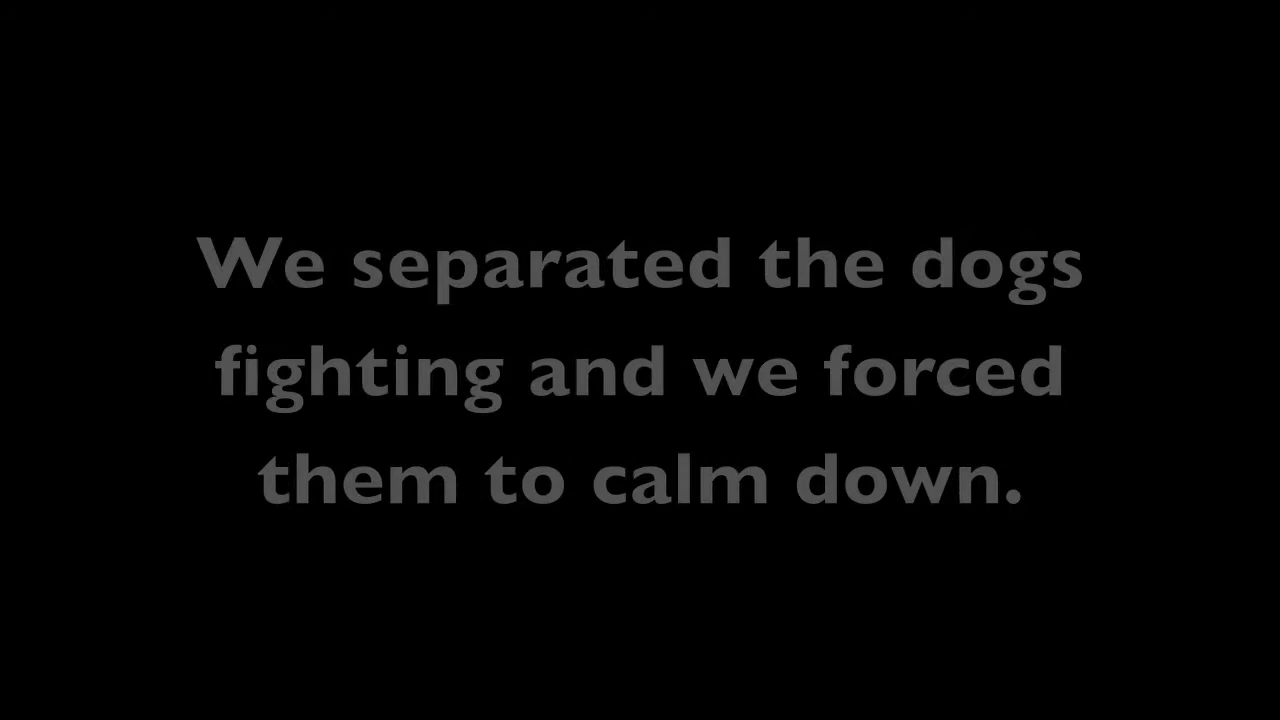 We separated the dogs
fighting and we forced
them to calm down.